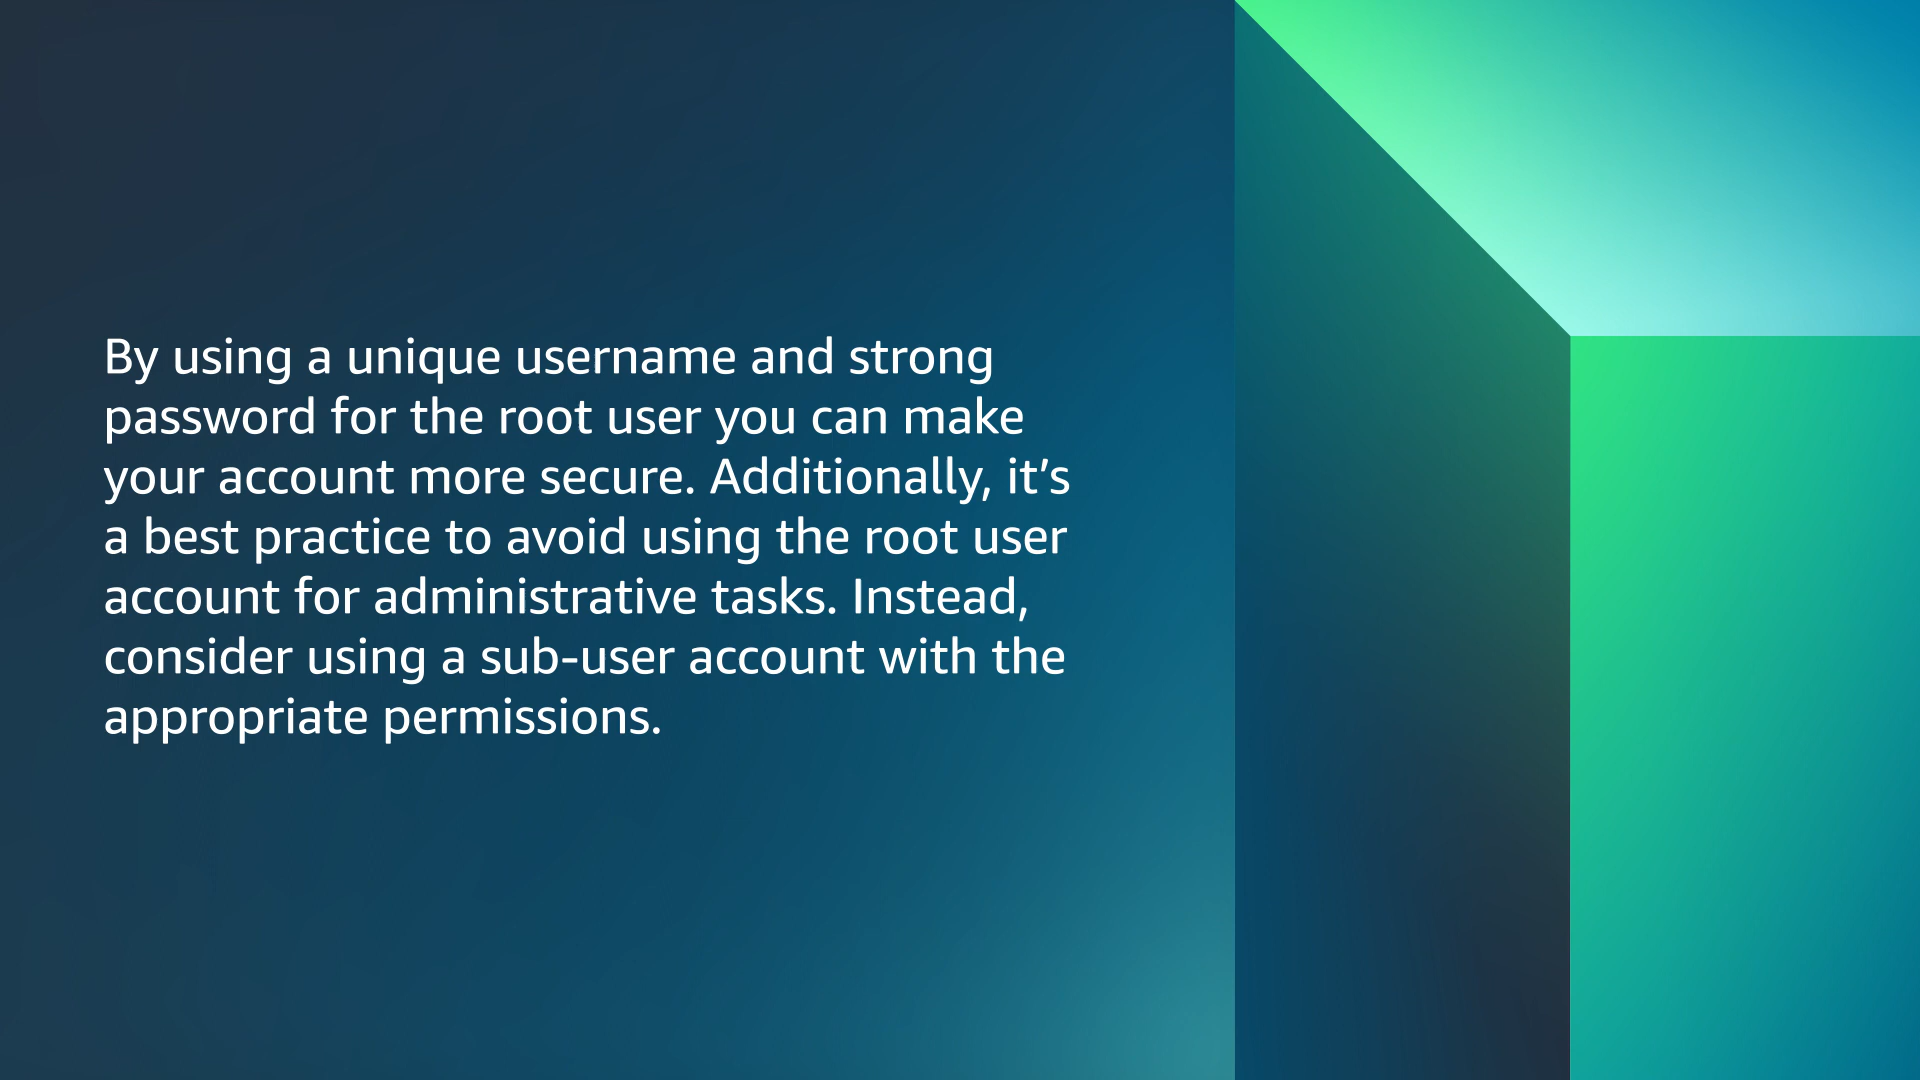 By using a unique username and strong
password for the root user you can make
your account more secure. Additionally, it’s
a best practice to avoid using the root user
account for administrative tasks. Instead,
consider using a sub-user account with the
appropriate permissions.